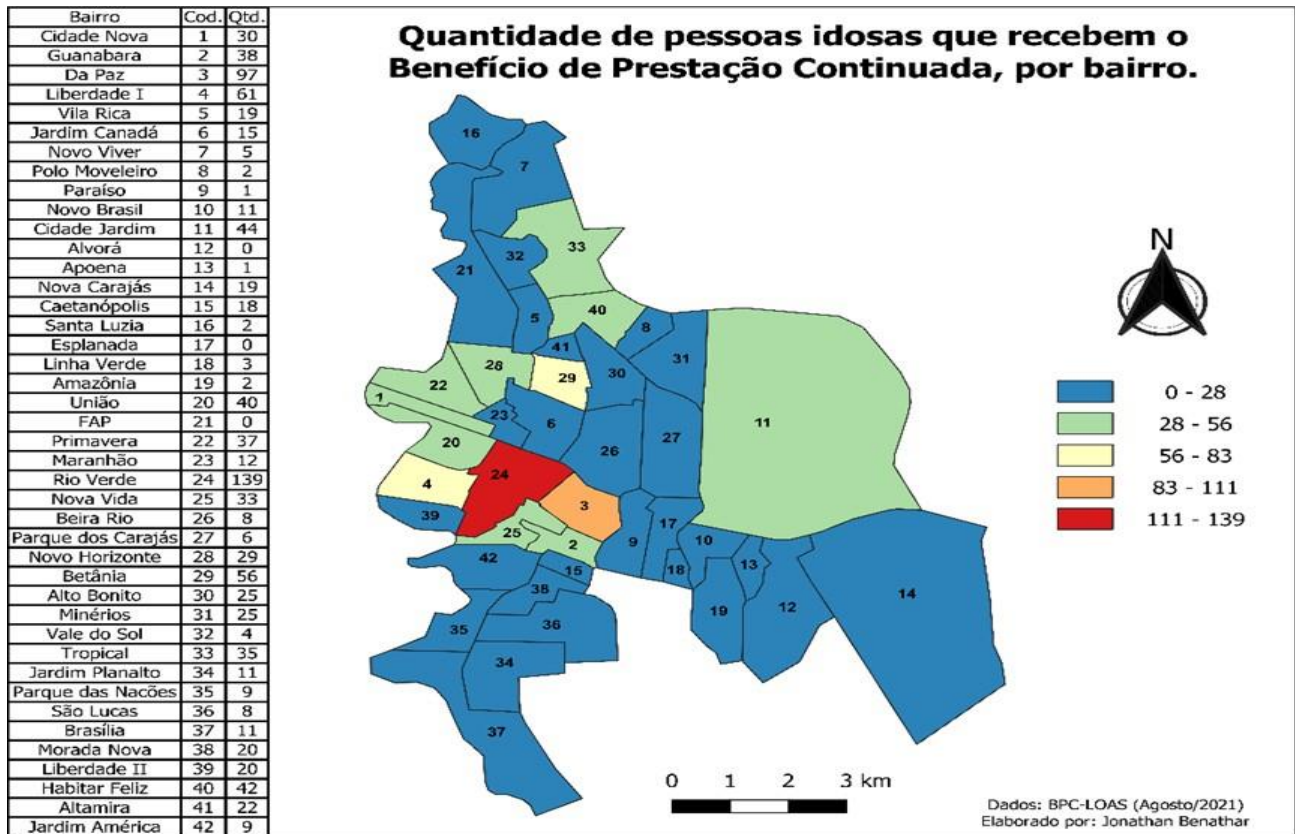 Bairro Cod. Qtd.
Cidade Nova 1 30
Guanabara 2 38
Da Paz 3 97
Liberdade I 4 61
Vila Rica 5 19
Jardim Canadá 6 15
Novo Viver 7 5
Polo Moveleiro 8 2
Paraíso 9 1
Novo Brasil 10 11
Cidade Jardim 11 44
Alvorá 12 0
Apoena 13 1
Nova Carajás 14 19
Caetanópolis 15 18
Santa Luzia 16 2
Esplanada 17 0
Linha Verde 18 3
Amazônia 19 2
União 20 40
FAP 21 0
Primavera 22 37
Maranhão 23 12
Rio Verde 24 139
Nova Vida 25 33
Beira Rio 26 8
Parque dos Carajás 27 6
Novo Horizonte 28 29
Betânia 29 56
Alto Bonito 30 25
Minérios 31 25
Vale do Sol 32 4
Tropical 33 35
Jardim Planalto 34 11
Parque das Nacões 35 9
São Lucas 36 8
Brasília 37 11
Morada Nova 38 20
Liberdade II 39 20
Habitar Feliz 40 42
Altamira 41 22
Jardim América 42 9
Quantidade de pessoas idosas que recebem o
Benefício de Prestação Continuada, por bairro.
16
7
33
32
21
40
5
8
41
31
28
29
30
22
1
23
6
11
27
20
26
24
4
3
39
17
25
2
9
10
42
15
18
13
38
19
12
14
35
36
34
37
N
0 - 28
28 - 56
56 - 83
83 - 111
111 - 139
0 1 2 3 km
Dados: BPC-LOAS (Agosto/2021)
Elaborado por: Jonathan Benathar